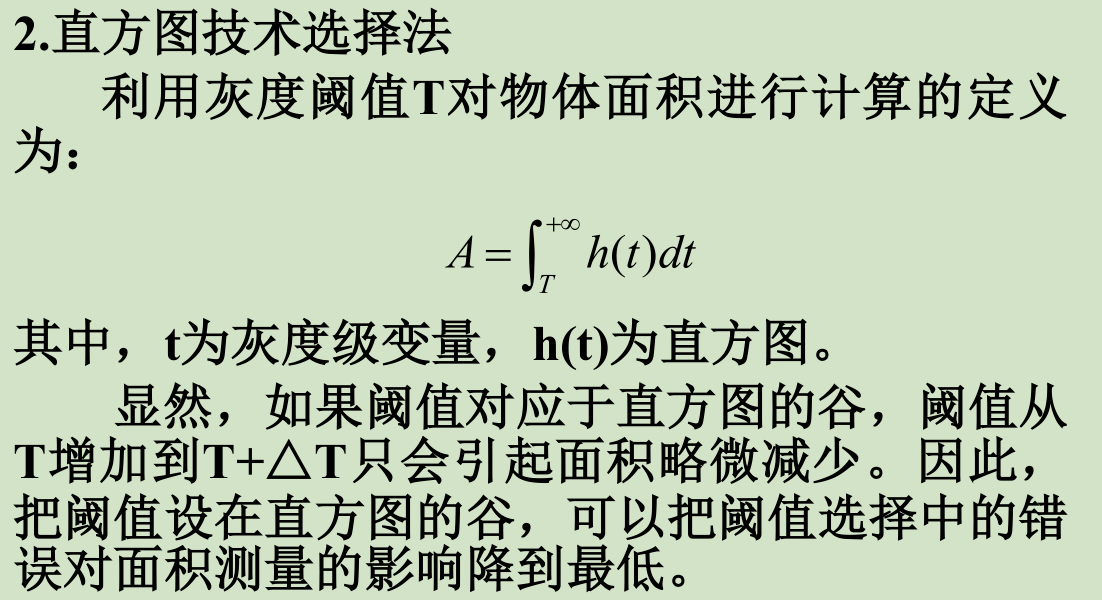 2.直方图技术选择法
利用灰度阈值T对物体面积进行计算的定义
为：
A = ∫_T^{+∞} h(t)dt
其中，t为灰度级变量，h(t)为直方图。
显然，如果阈值对应于直方图的谷，阈值从
T增加到T+△T只会引起面积略微减少。因此，
把阈值设在直方图的谷，可以把阈值选择中的错
误对面积测量的影响降到最低。